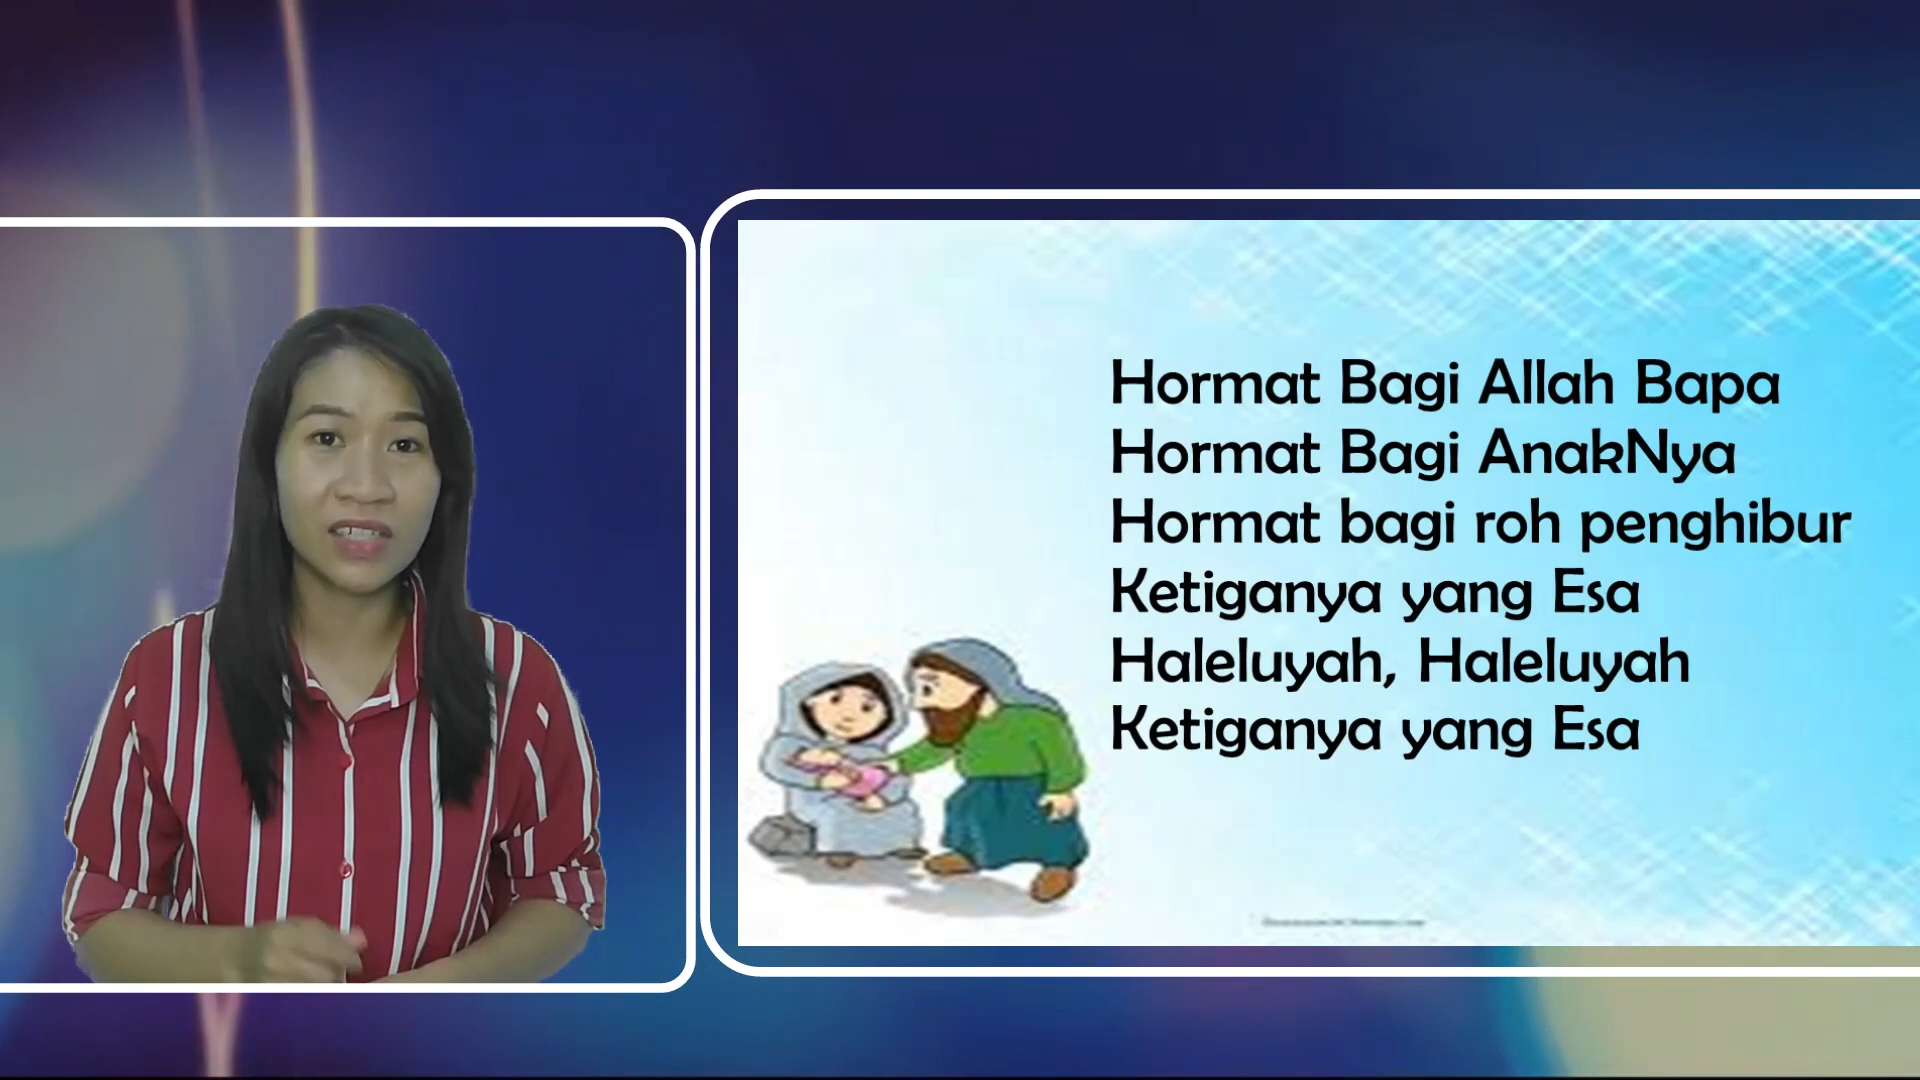 Hormat Bagi Allah Bapa
Hormat Bagi AnakNya
Hormat bagi roh penghibur
Ketiganya yang Esa
Haleluyah, Haleluyah
Ketiganya yang Esa